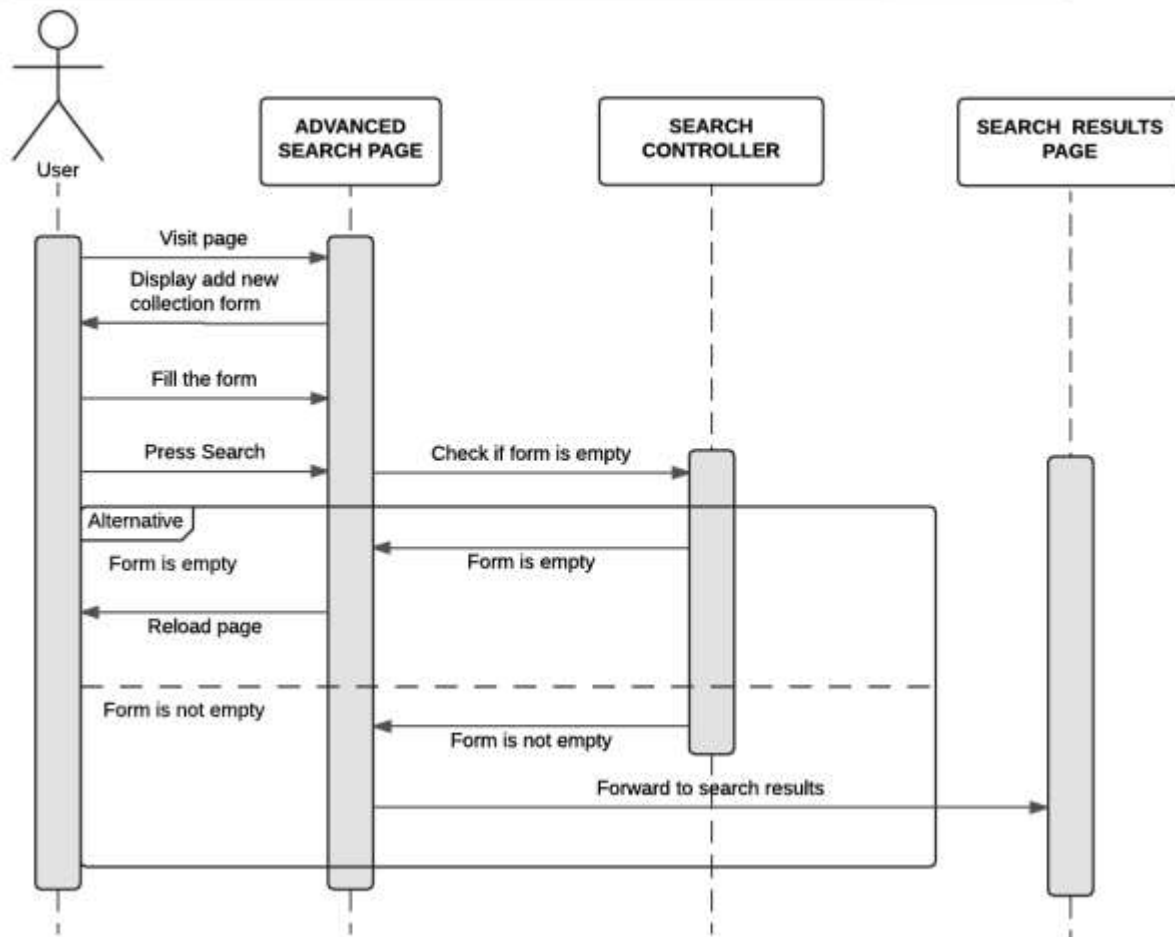 User
ADVANCED
SEARCH PAGE
SEARCH
CONTROLLER
SEARCH RESULTS
PAGE
Visit page
Display add new
collection form
Fill the form
Press Search
Check if form is empty
Alternative
Form is empty
Form is empty
Reload page
Form is not empty
Form is not empty
Forward to search results